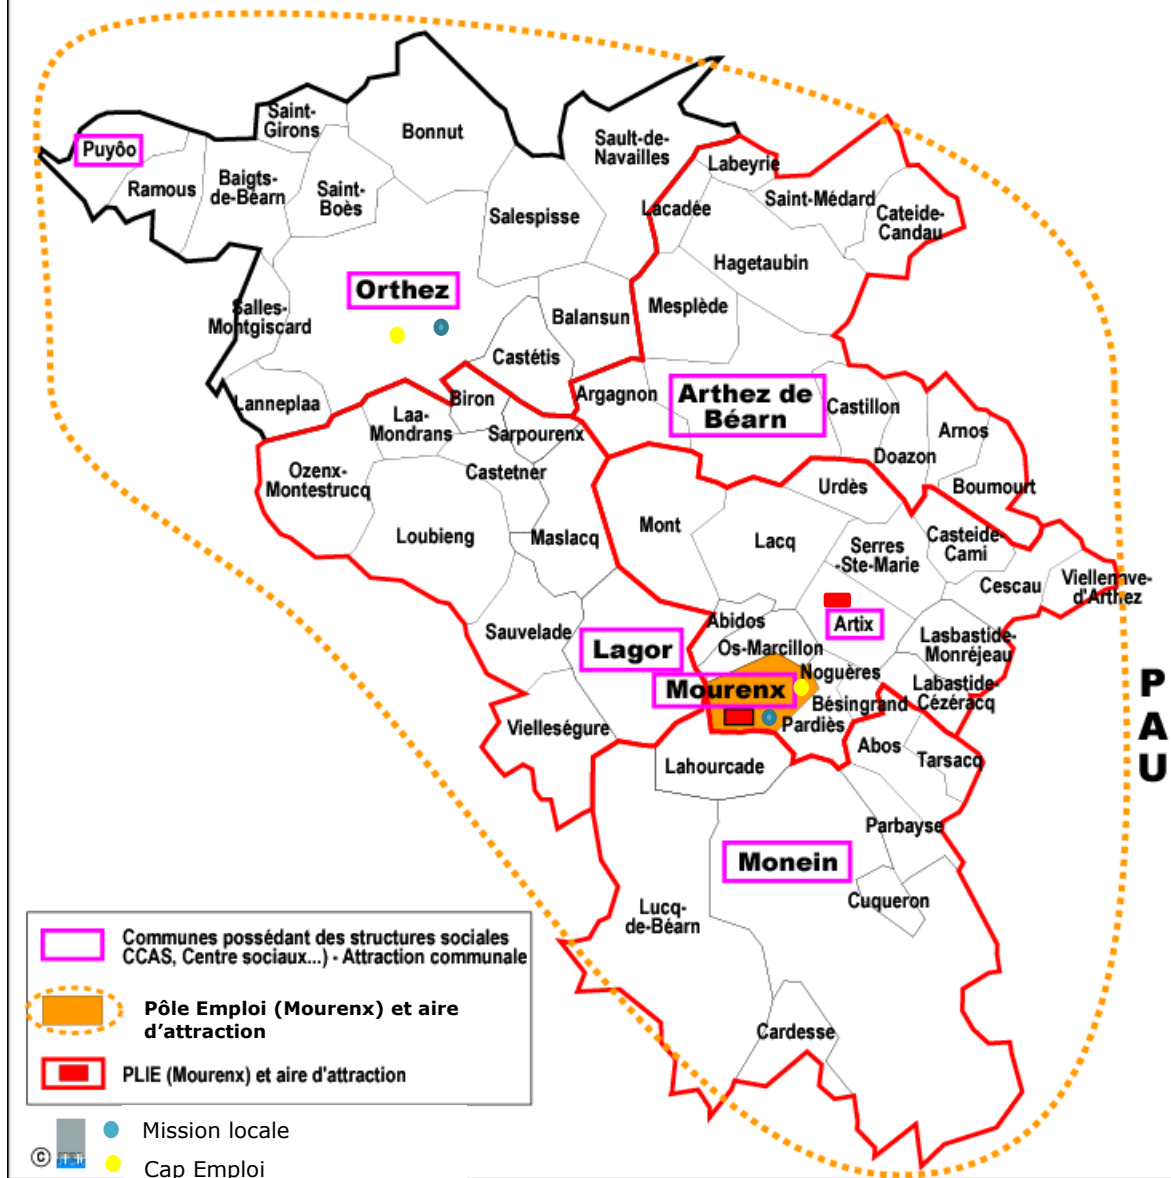 Saint-
Girons
Bonnut
Sault-de-
Navailles
Puyôo
Ramous
Baigts-
de-Béarn
Saint-
Boès
Salespisse
Labeyrie
Saint-Médard
Lacadée
Cateide-
Candau
Hagetaubin
Orthez
Mesplède
Salles-
Montgiscard
Balansun
Castétis
Lanneplaa
Biron
Argagnon
Arthez de
Béarn
Castillon
Laa-
Mondrans
Sarpourenx
Arnos
Doazon
Ozenx-
Montestrucq
Castetner
Urdès
Boumourt
Loubieng
Maslacq
Mont
Lacq
Serres
-Ste-Marie
Casteide-
Cami
Cescau
Viellenave-
d'Arthez
Abidos
Artix
Sauvelade
Lagor
Os-Marcillon
Lasbastide-
Monréjeau
Mourenx
Noguères
Labastide-
Cézéracq
Bésingrand
Pardiès
Vielleségure
Abos
Tarsacq
Lahourcade
Parbayse
Monein
Cuqueron
Lucq-
de-Béarn
Cardesse
P
A
U
Communes possédant des structures sociales
CCAS, Centre sociaux...) - Attraction communale
Pôle Emploi (Mourenx) et aire
d’attraction
PLIE (Mourenx) et aire d'attraction
Mission locale
©
Cap Emploi